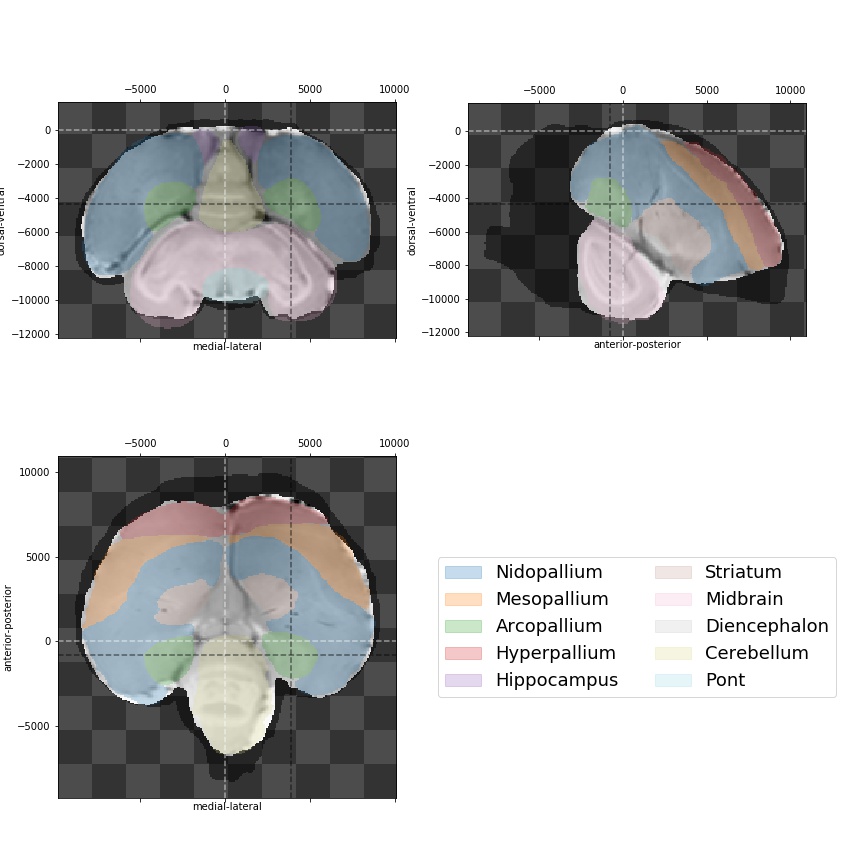 −5000 0 5000 10000
0
−2000
−4000
−6000
−8000
−10000
−12000
dorsal-ventral
medial-lateral
−5000 0 5000 10000
0
−2000
−4000
−6000
−8000
−10000
−12000
dorsal-ventral
anterior-posterior
−5000 0 5000 10000
10000
5000
0
−5000
anterior-posterior
medial-lateral
Nidopallium
Mesopallium
Arcopallium
Hyperpallium
Hippocampus
Striatum
Midbrain
Diencephalon
Cerebellum
Pont